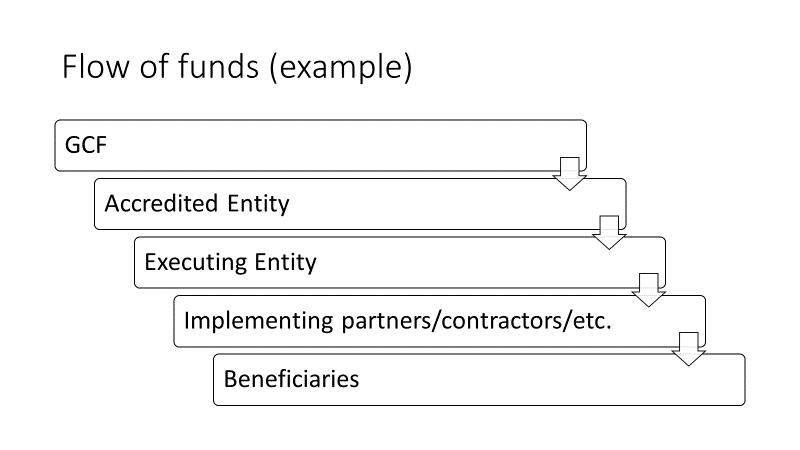 Flow of funds (example)
GCF
Accredited Entity
Executing Entity
Implementing partners/contractors/etc.
Beneficiaries